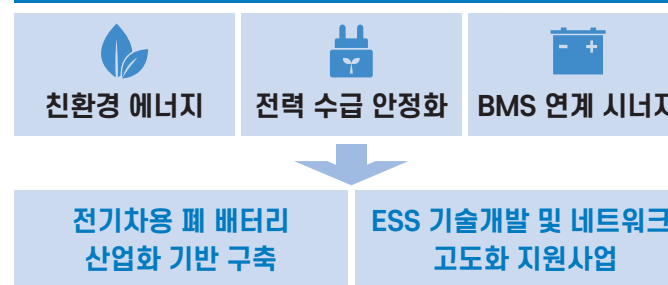 친환경 에너지
전력 수급 안정화
BMS 연계 시너지
전기차용 폐 배터리
산업화 기반 구축
ESS 기술개발 및 네트워크
고도화 지원사업